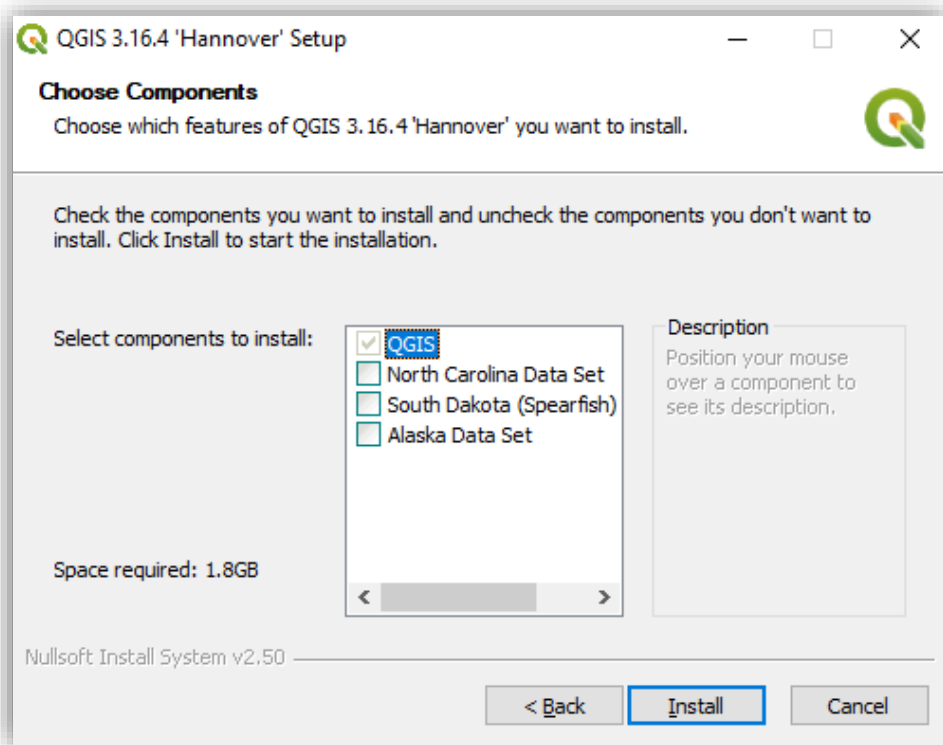 QGIS 3.16.4 'Hannover' Setup
Choose Components
Choose which features of QGIS 3.16.4 'Hannover' you want to install.
Check the components you want to install and uncheck the components you don't want to
install. Click Install to start the installation.
Select components to install:
QGIS
North Carolina Data Set
South Dakota (Spearfish)
Alaska Data Set
Description
Position your mouse
over a component to
see its description.
Space required: 1.8GB
Nullsoft Install System v2.50
< Back
Install
Cancel